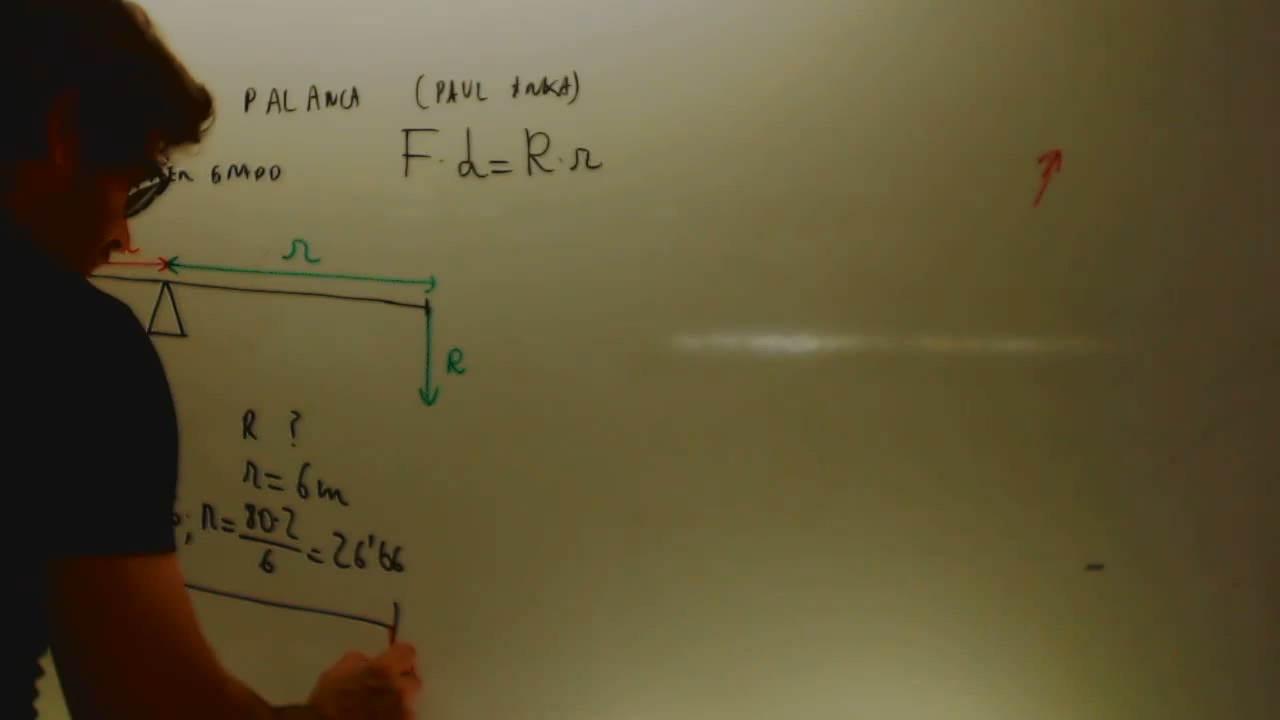 PALANCA (PAUL ANKA)
F·d=R·r
r
R
R ?
r=6m
R=80·2/6=26'66